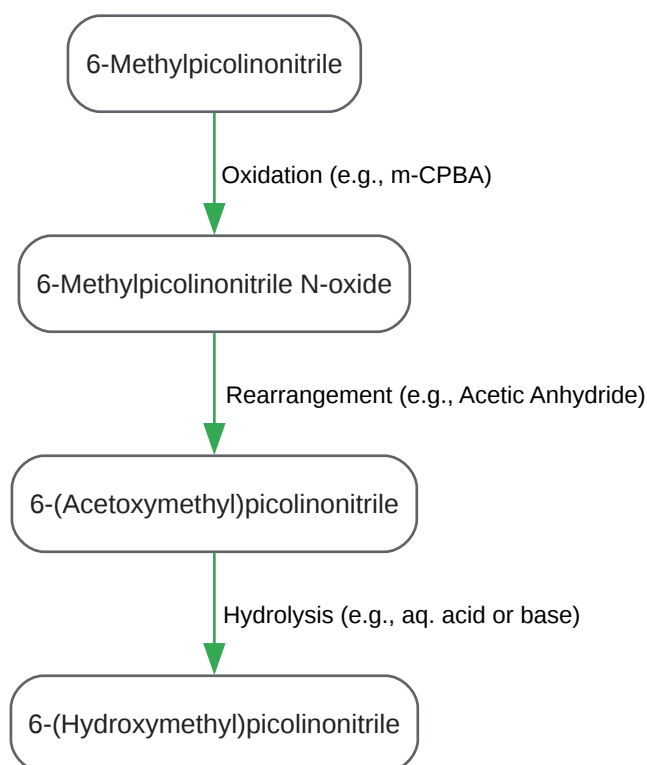 6-Methylpicolinonitrile
Oxidation (e.g., m-CPBA)
6-Methylpicolinonitrile N-oxide
Rearrangement (e.g., Acetic Anhydride)
6-(Acetoxymethyl)picolinonitrile
Hydrolysis (e.g., aq. acid or base)
6-(Hydroxymethyl)picolinonitrile